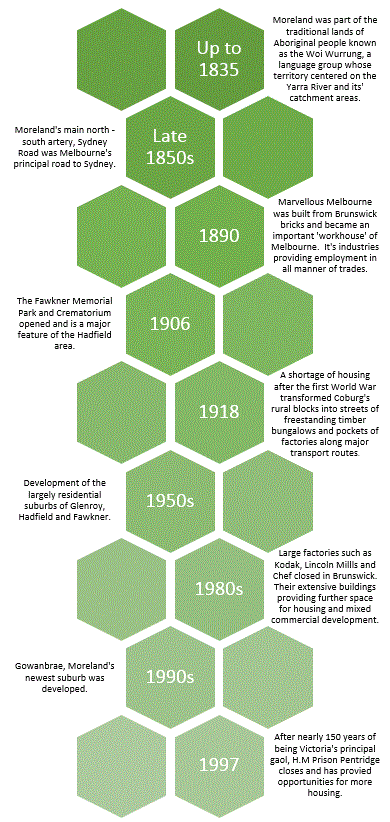 Up to
1835
Moreland was part of the
traditional lands of
Aboriginal people known
as the Woi Wurrung, a
language group whose
territory centered on the
Yarra River and its'
catchment areas.
Moreland's main north -
south artery, Sydney
Road was Melbourne's
principal road to Sydney.
Late
1850s
1890
Marvellous Melbourne
was built from Brunswick
bricks and became an
important 'workhouse' of
Melbourne. It's industries
providing employment in
all manner of trades.
The Fawkner Memorial
Park and Crematorium
opened and is a major
feature of the Hadfield
area.
1906
1918
A shortage of housing
after the first World War
transformed Coburg's
rural blocks into streets of
freestanding timber
bungalows and pockets of
factories along major
transport routes.
Development of the
largely residential
suburbs of Glenroy,
Hadfield and Fawkner.
1950s
1980s
Large factories such as
Kodak, Lincoln Millls and
Chef closed in Brunswick.
Their extensive buildings
providing further space
for housing and mixed
commercial development.
Gowanbrae, Moreland's
newest suburb was
developed.
1990s
1997
After nearly 150 years of
being Victoria's principal
gaol, H.M Prison Pentridge
closes and has provied
opportunities for more
housing.